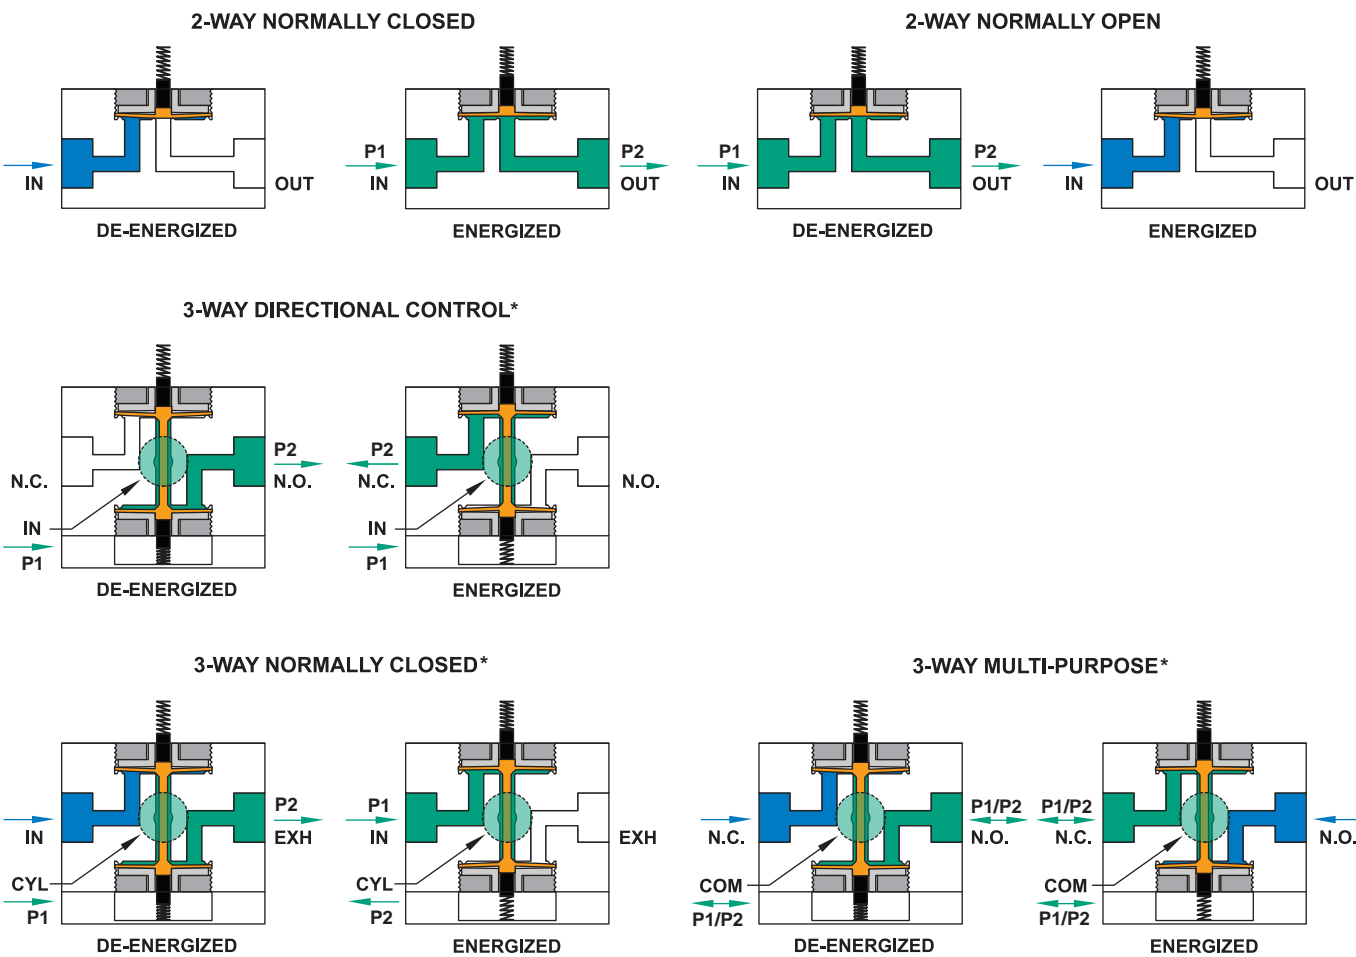 2-WAY NORMALLY CLOSED
IN
OUT
DE-ENERGIZED
P1
IN
P2
OUT
ENERGIZED
2-WAY NORMALLY OPEN
P1
IN
P2
OUT
DE-ENERGIZED
IN
OUT
ENERGIZED
3-WAY DIRECTIONAL CONTROL*
N.C.
P2
N.O.
IN
P1
DE-ENERGIZED
P2
N.C.
N.O.
IN
P1
ENERGIZED
3-WAY NORMALLY CLOSED*
IN
P2
EXH
CYL
P1
DE-ENERGIZED
P1
IN
EXH
CYL
P2
ENERGIZED
3-WAY MULTI-PURPOSE*
N.C.
P1/P2
N.O.
COM
P1/P2
DE-ENERGIZED
P1/P2
N.C.
N.O.
COM
P1/P2
ENERGIZED